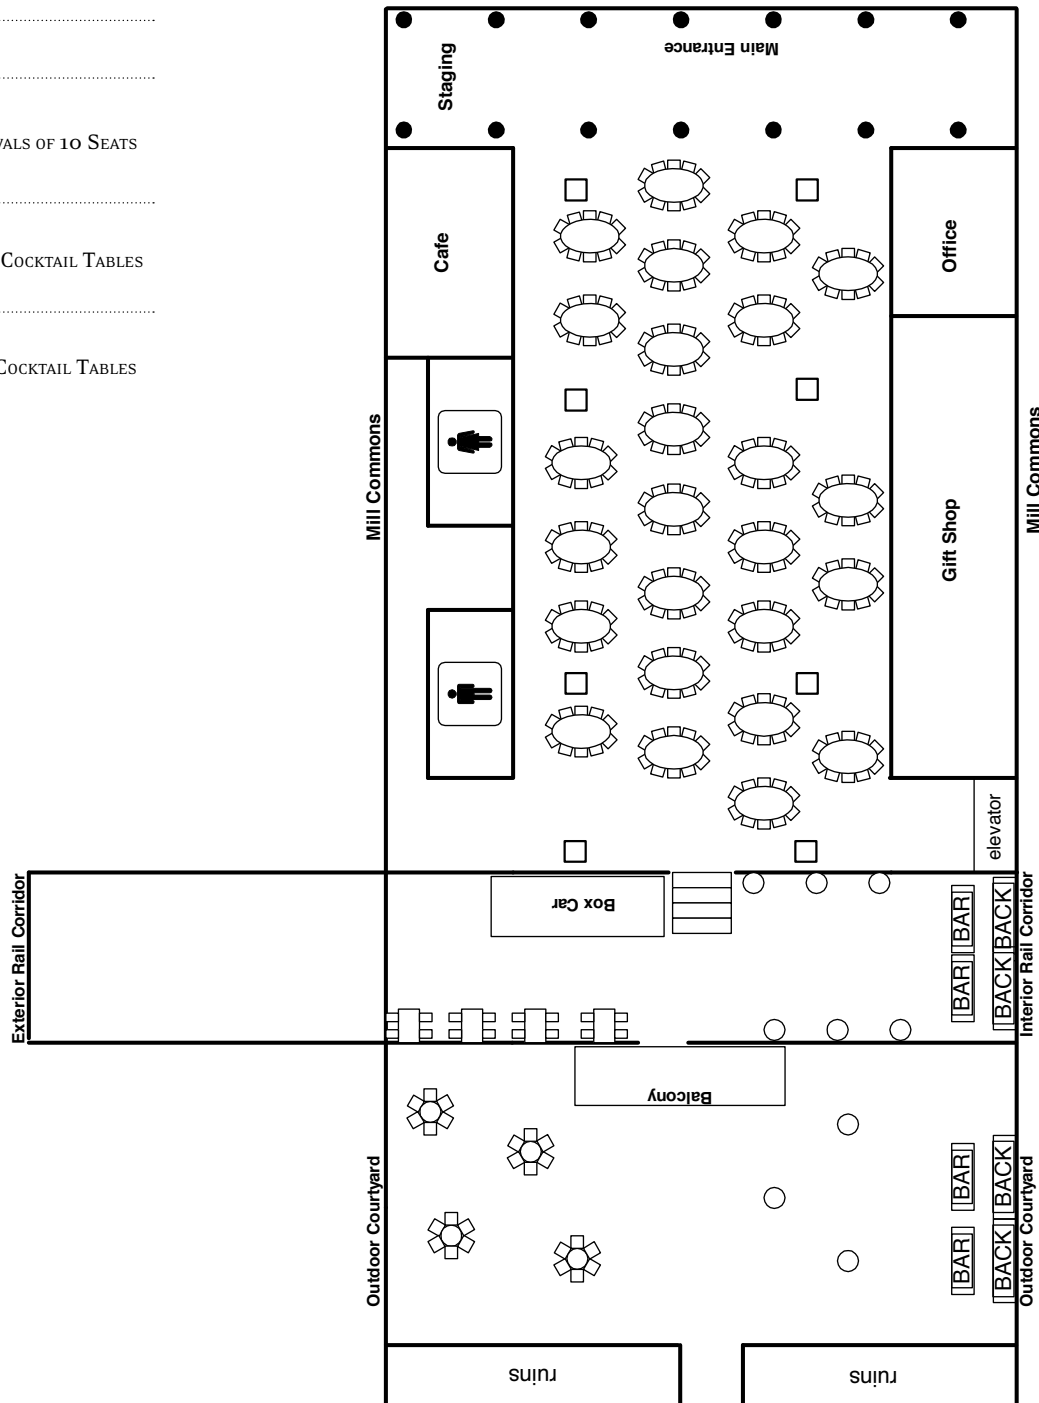 VALS OF 10 SEATS
COCKTAIL TABLES
COCKTAIL TABLES
Staging
Main Entrance
Cafe
Office
Mill Commons
Gift Shop
Mill Commons
elevator
Exterior Rail Corridor
Box Car
BAR
BACK
BAR
BACK
Interior Rail Corridor
Balcony
Outdoor Courtyard
BAR
BACK
BAR
BACK
Outdoor Courtyard
ruins
ruins